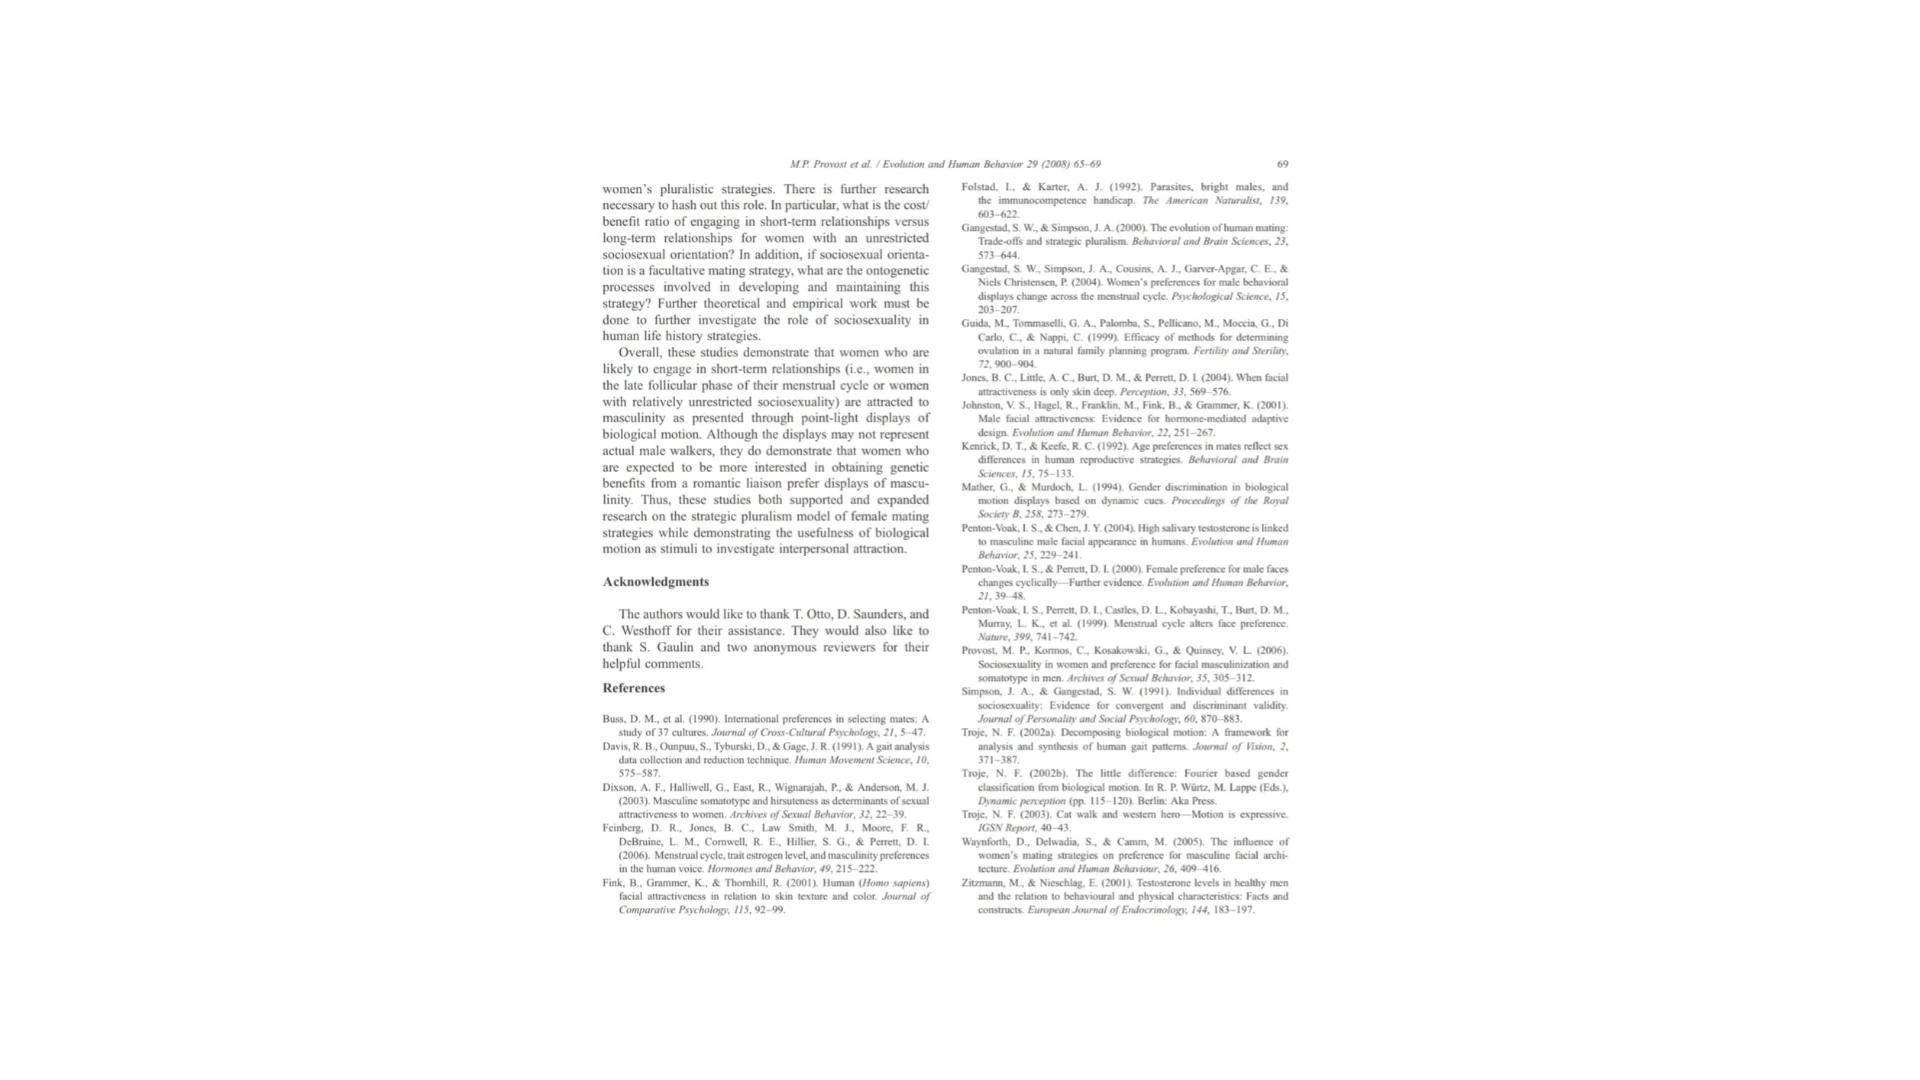 M.P. Provost et al. / Evolution and Human Behavior 29 (2008) 65–69
69
women's pluralistic strategies. There is further research
necessary to hash out this role. In particular, what is the cost/
benefit ratio of engaging in short-term relationships versus
long-term relationships for women with an unrestricted
sociosexual orientation? In addition, if sociosexual orienta-
tion is a facultative mating strategy, what are the ontogenetic
processes involved in developing and maintaining this
strategy? Further theoretical and empirical work must be
done to further investigate the role of sociosexuality in
human life history strategies.
Overall, these studies demonstrate that women who are
likely to engage in short-term relationships (i.e., women in
the late follicular phase of their menstrual cycle or women
with relatively unrestricted sociosexuality) are attracted to
masculinity as presented through point-light displays of
biological motion. Although the displays may not represent
actual male walkers, they do demonstrate that women who
are expected to be more interested in obtaining genetic
benefits from a romantic liaison prefer displays of mascu-
linity. Thus, these studies both supported and expanded
research on the strategic pluralism model of female mating
strategies while demonstrating the usefulness of biological
motion as stimuli to investigate interpersonal attraction.
Acknowledgments
The authors would like to thank T. Otto, D. Saunders, and
C. Westhoff for their assistance. They would also like to
thank S. Gaulin and two anonymous reviewers for their
helpful comments.
References
Buss, D. M., et al. (1990). International preferences in selecting mates: A
study of 37 cultures. Journal of Cross-Cultural Psychology, 21, 5–47.
Davis, R. B., Ounpuu, S., Tyburski, D., & Gage, J. R. (1991). A gait analysis
data collection and reduction technique. Human Movement Science, 10,
575–587.
Dixson, A. F., Halliwell, G., East, R., Wignarajah, P., & Anderson, M. J.
(2003). Masculine somatotype and hirsuteness as determinants of sexual
attractiveness to women. Archives of Sexual Behavior, 32, 22–39.
Feinberg, D. R., Jones, B. C., Law Smith, M. J., Moore, F. R.,
DeBruine, L. M., Cornwell, R. E., Hillier, S. G., & Perrett, D. I.
(2006). Menstrual cycle, trait estrogen level, and masculinity preferences
in the human voice. Hormones and Behavior, 49, 215–222.
Fink, B., Grammer, K., & Thornhill, R. (2001). Human (Homo sapiens)
facial attractiveness in relation to skin texture and color. Journal of
Comparative Psychology, 115, 92–99.
Folstad, I., & Karter, A. J. (1992). Parasites, bright males, and
the immunocompetence handicap. The American Naturalist, 139,
603–622.
Gangestad, S. W., & Simpson, J. A. (2000). The evolution of human mating:
Trade-offs and strategic pluralism. Behavioral and Brain Sciences, 23,
573–644.
Gangestad, S. W., Simpson, J. A., Cousins, A. J., Garver-Apgar, C. E., &
Niels Christensen, P. (2004). Women's preferences for male behavioral
displays change across the menstrual cycle. Psychological Science, 15,
203–207.
Guida, M., Tommaselli, G. A., Palomba, S., Pellicano, M., Moccia, G., Di
Carlo, C., & Nappi, C. (1999). Efficacy of methods for determining
ovulation in a natural family planning program. Fertility and Sterility,
72, 900–904.
Jones, B. C., Little, A. C., Burt, D. M., & Perrett, D. I. (2004). When facial
attractiveness is only skin deep. Perception, 33, 569–576.
Johnston, V. S., Hagel, R., Franklin, M., Fink, B., & Grammer, K. (2001).
Male facial attractiveness: Evidence for hormone-mediated adaptive
design. Evolution and Human Behavior, 22, 251–267.
Kenrick, D. T., & Keefe, R. C. (1992). Age preferences in mates reflect sex
differences in human reproductive strategies. Behavioral and Brain
Sciences, 15, 75–133.
Mather, G., & Murdoch, L. (1994). Gender discrimination in biological
motion displays based on dynamic cues. Proceedings of the Royal
Society B, 258, 273–279.
Penton-Voak, I. S., & Chen, J. Y. (2004). High salivary testosterone is linked
to masculine male facial appearance in humans. Evolution and Human
Behavior, 25, 229–241.
Penton-Voak, I. S., & Perrett, D. I. (2000). Female preference for male faces
changes cyclically—Further evidence. Evolution and Human Behavior,
21, 39–48.
Penton-Voak, I. S., Perrett, D. I., Castles, D. L., Kobayashi, T., Burt, D. M.,
Murray, L. K., et al. (1999). Menstrual cycle alters face preference.
Nature, 399, 741–742.
Provost, M. P., Kormos, C., Kosakowski, G., & Quinsey, V. L. (2006).
Sociosexuality in women and preference for facial masculinization and
somatotype in men. Archives of Sexual Behavior, 35, 305–312.
Simpson, J. A., & Gangestad, S. W. (1991). Individual differences in
sociosexuality: Evidence for convergent and discriminant validity.
Journal of Personality and Social Psychology, 60, 870–883.
Troje, N. F. (2002a). Decomposing biological motion: A framework for
analysis and synthesis of human gait patterns. Journal of Vision, 2,
371–387.
Troje, N. F. (2002b). The little difference: Fourier based gender
classification from biological motion. In R. P. Würtz, M. Lappe (Eds.),
Dynamic perception (pp. 115–120). Berlin: Aka Press.
Troje, N. F. (2003). Cat walk and western hero—Motion is expressive.
IGSN Report, 40–43.
Waynforth, D., Delwadia, S., & Camm, M. (2005). The influence of
women's mating strategies on preference for masculine facial archi-
tecture. Evolution and Human Behaviour, 26, 409–416.
Zitzmann, M., & Nieschlag, E. (2001). Testosterone levels in healthy men
and the relation to behavioural and physical characteristics: Facts and
constructs. European Journal of Endocrinology, 144, 183–197.